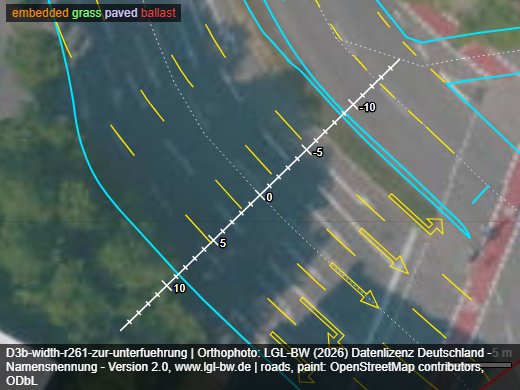 embedded grass paved ballast
-10
-5
0
5
10
5 m
D3b-width-r261-zur-unterfuehrung | Orthophoto: LGL-BW (2026) Datenlizenz Deutschland -
Namensnennung - Version 2.0, www.lgl-bw.de | roads, paint: OpenStreetMap contributors,
ODbL